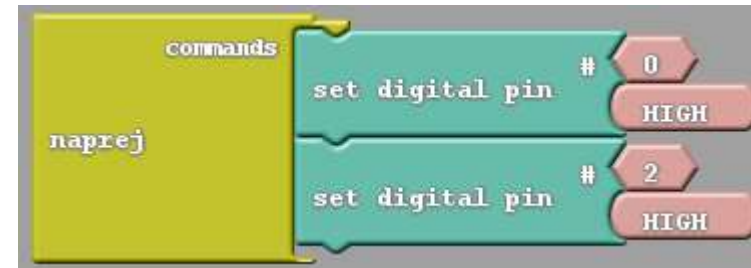 commands
# 0
set digital pin
HIGH
naprej
# 2
set digital pin
HIGH